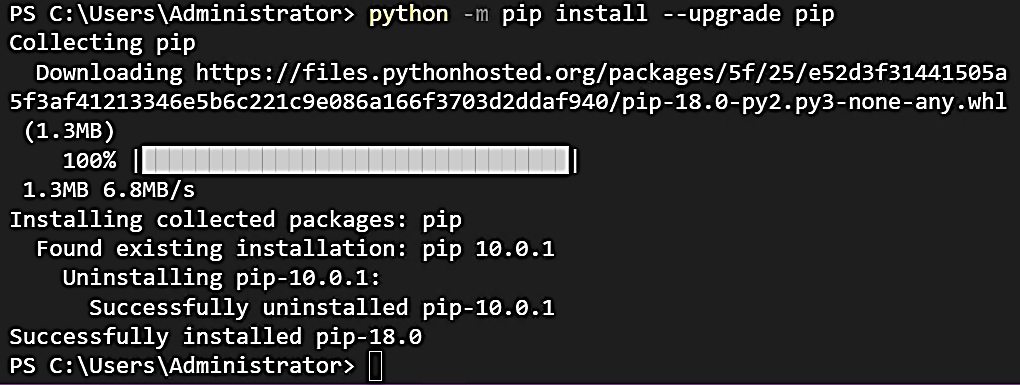 PS C:\Users\Administrator> python -m pip install --upgrade pip
Collecting pip
Downloading https://files.pythonhosted.org/packages/5f/25/e52d3f31441505a
5f3af41213346e5b6c221c9e086a166f3703d2ddaf940/pip-18.0-py2.py3-none-any.whl
(1.3MB)
100% |████████████████████████████████|
1.3MB 6.8MB/s
Installing collected packages: pip
Found existing installation: pip 10.0.1
Uninstalling pip-10.0.1:
Successfully uninstalled pip-10.0.1
Successfully installed pip-18.0
PS C:\Users\Administrator>